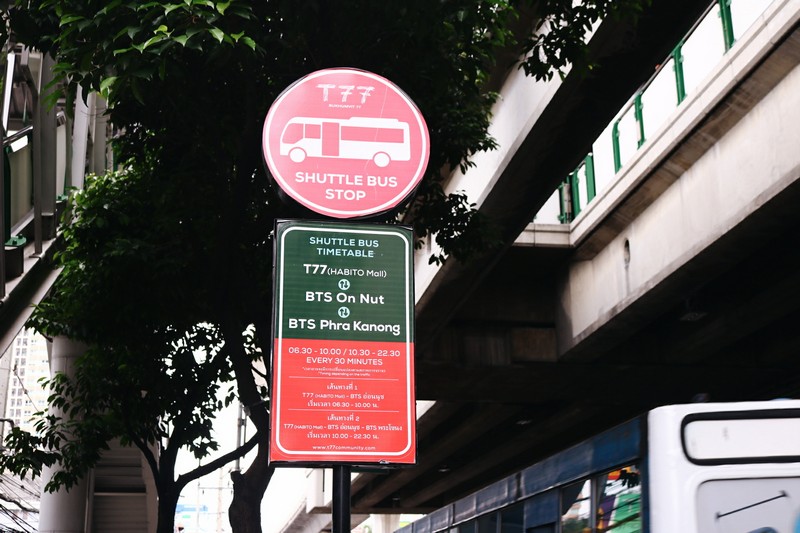 T77
SHUTTLE BUS
STOP
SHUTTLE BUS
TIMETABLE
T77 (HABITO Mall)
BTS On Nut
BTS Phra Kanong
06.30 - 10.00 / 10.30 - 22.30
EVERY 30 MINUTES
*Timing depending on the traffic
เส้นทางที่ 1
T77 (HABITO Mall) - BTS อ่อนนุช
เริ่มเวลา 06.30 - 10.00 น.
เส้นทางที่ 2
T77 (HABITO Mall) - BTS อ่อนนุช - BTS พระโขนง
เริ่มเวลา 10.00 - 22.30 น.
www.t77community.com